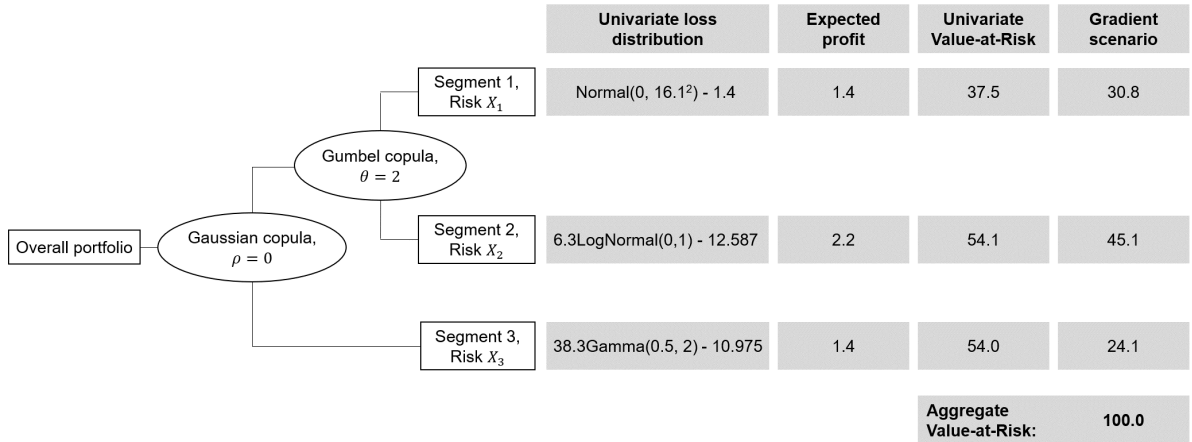 Univariate loss
distribution
Expected
profit
Univariate
Value-at-Risk
Gradient
scenario
Segment 1,
Risk X₁
Normal(0, 16.1²) - 1.4
1.4
37.5
30.8
Gumbel copula,
θ = 2
Overall portfolio
Gaussian copula,
ρ = 0
Segment 2,
Risk X₂
6.3LogNormal(0,1) - 12.587
2.2
54.1
45.1
Segment 3,
Risk X₃
38.3Gamma(0.5, 2) - 10.975
1.4
54.0
24.1
Aggregate
Value-at-Risk:
100.0